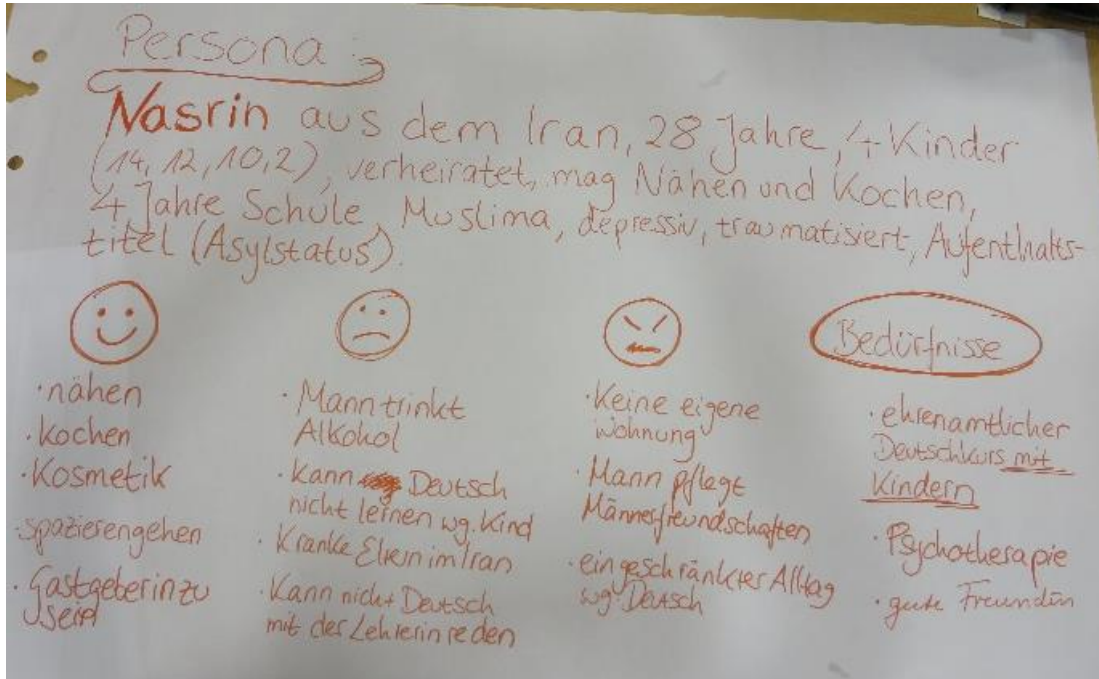 Persona
Nasrin aus dem Iran, 28 Jahre, 4 Kinder
(14, 12, 10, 2), verheiratet, mag Nähen und Kochen,
4 Jahre Schule, Muslima, depressiv, traumatisiert, Aufenthalts-
titel (Asylstatus).
· nähen
· kochen
· Kosmetik
· spazierengehen
· Gastgeberin zu
sein
· Mann trinkt
Alkohol
· kann Deutsch
nicht lernen wg. Kind
· Kranke Eltern im Iran
· Kann nicht Deutsch
mit der Lehrerin reden
· Keine eigene
Wohnung
· Mann pflegt
Männerfreundschaften
· eingeschränkter Alltag
wg. Deutsch
Bedürfnisse
· ehrenamtlicher
Deutschkurs mit
Kindern
· Psychotherapie
· gute Freundin